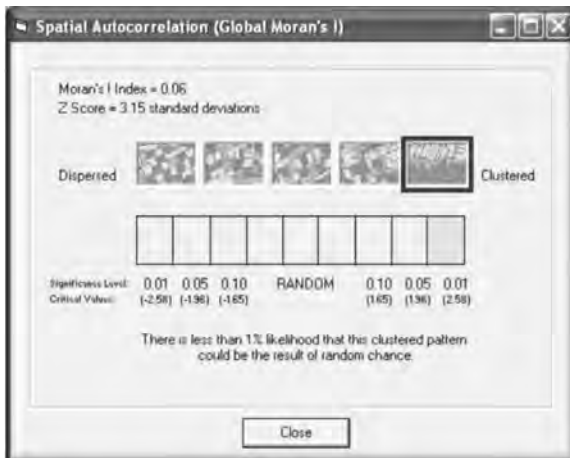 Spatial Autocorrelation (Global Moran's I)
Moran's I Index = 0.06
Z Score = 3.15 standard deviations
Dispersed
Clustered
Significance Level: 0.01 0.05 0.10 RANDOM 0.10 0.05 0.01
Critical Values: (-2.58) (-1.96) (-1.65) (1.65) (1.96) (2.58)
There is less than 1% likelihood that this clustered pattern
could be the result of random chance.
Close